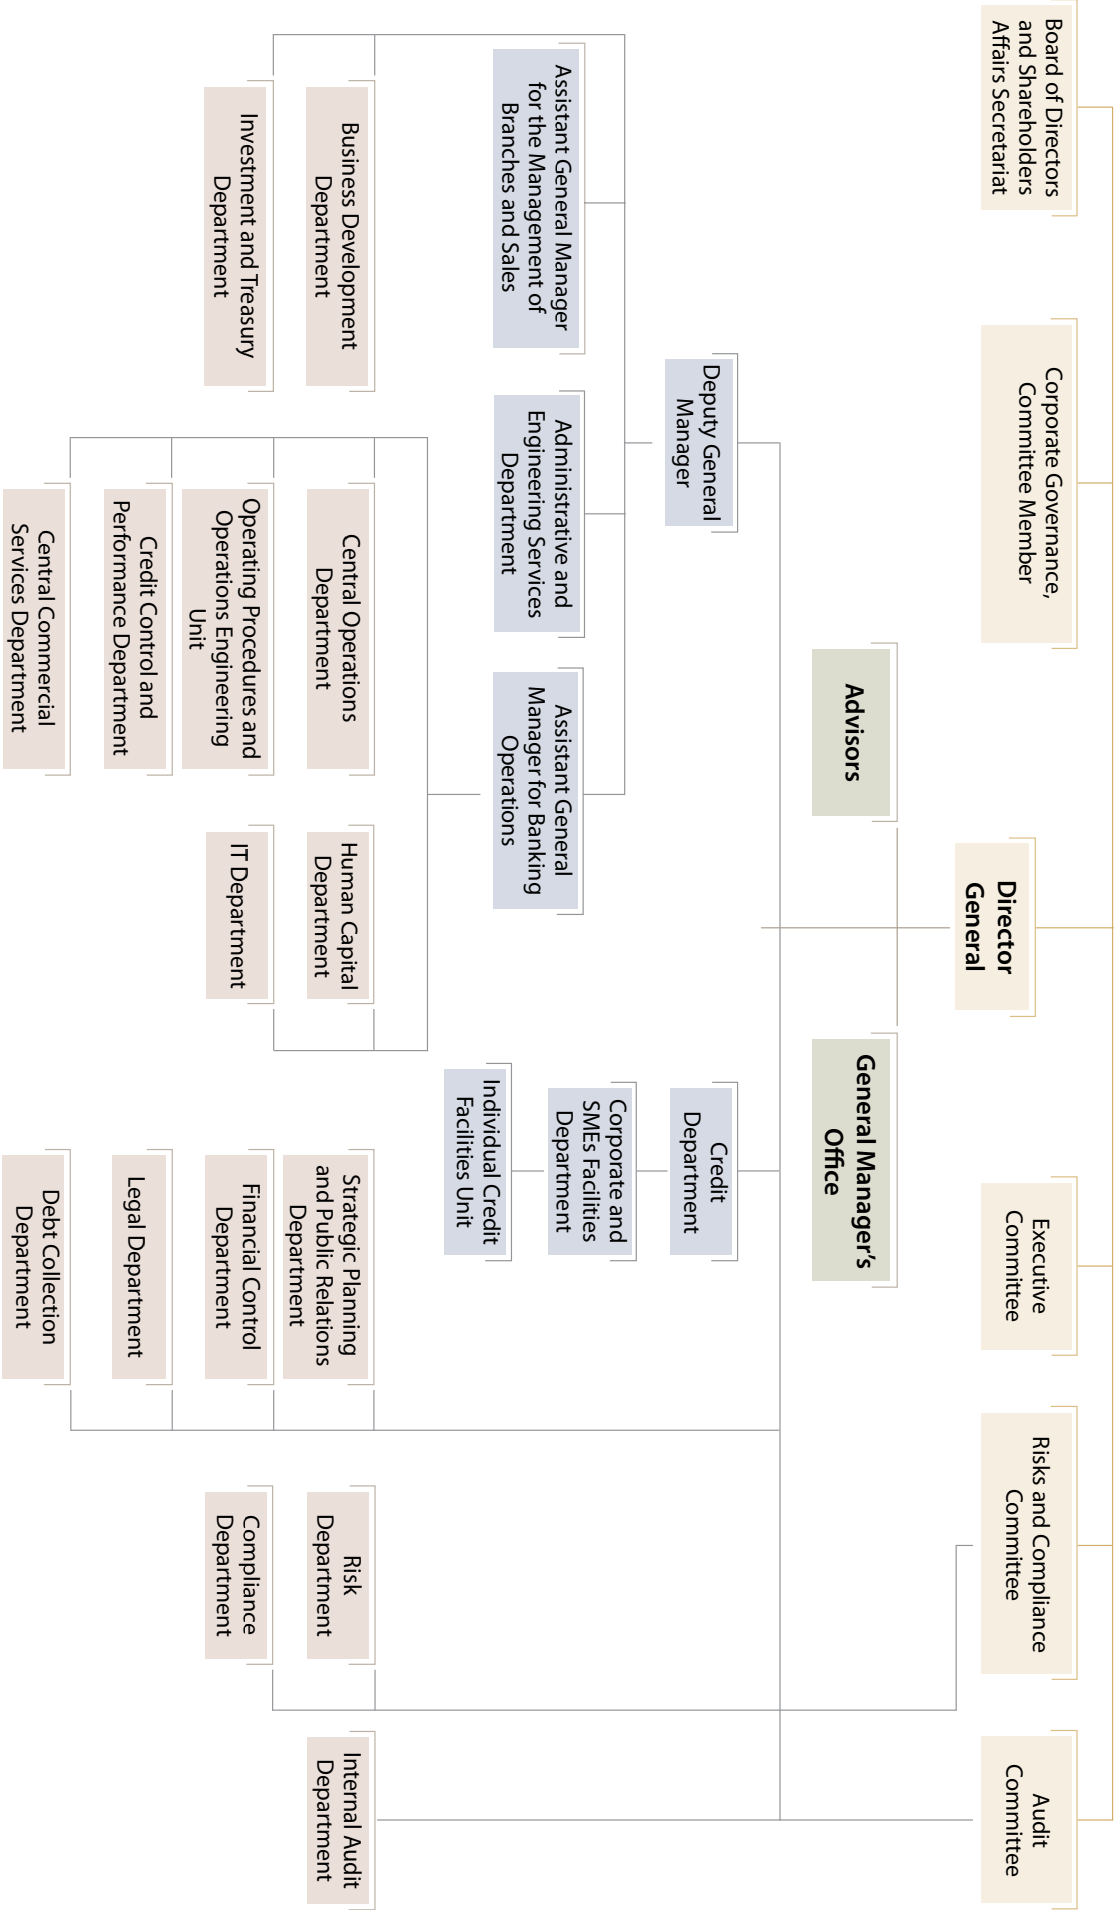 Board of Directors
and Shareholders
Affairs Secretariat
Corporate Governance,
Committee Member
Director
General
Executive
Committee
Risks and Compliance
Committee
Audit
Committee
Advisors
General Manager's
Office
Deputy General
Manager
Credit
Department
Corporate and
SMEs Facilities
Department
Individual Credit
Facilities Unit
Assistant General Manager
for the Management of
Branches and Sales
Administrative and
Engineering Services
Department
Assistant General
Manager for Banking
Operations
Business Development
Department
Investment and Treasury
Department
Central Operations
Department
Operating Procedures and
Operations Engineering
Unit
Credit Control and
Performance Department
Central Commercial
Services Department
Human Capital
Department
IT Department
Strategic Planning
and Public Relations
Department
Financial Control
Department
Legal Department
Debt Collection
Department
Risk
Department
Compliance
Department
Internal Audit
Department